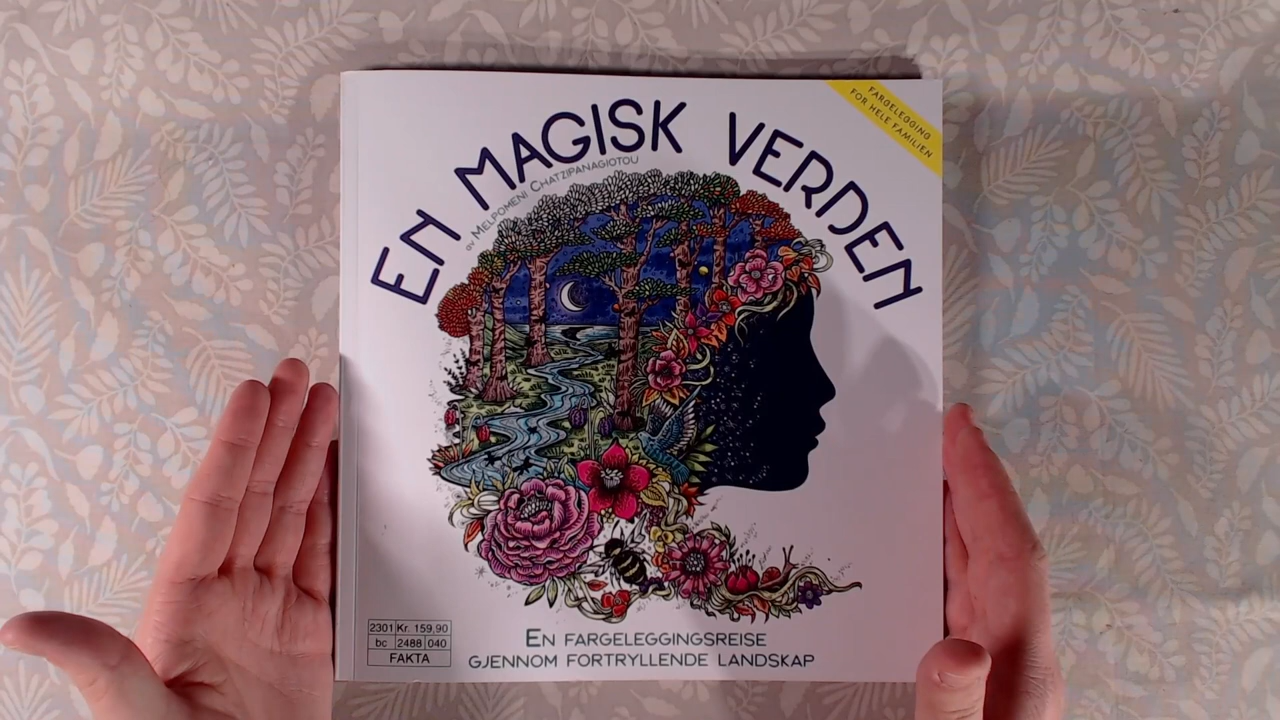 FARGELEGGING
FOR HELE FAMILIEN
EN MAGISK VERDEN
av MELPOMENI CHATZIPANAGIOTOU
2301 Kr. 159,90
bc 2488 040
FAKTA
EN FARGELEGGINGSREISE
GJENNOM FORTRYLLENDE LANDSKAP